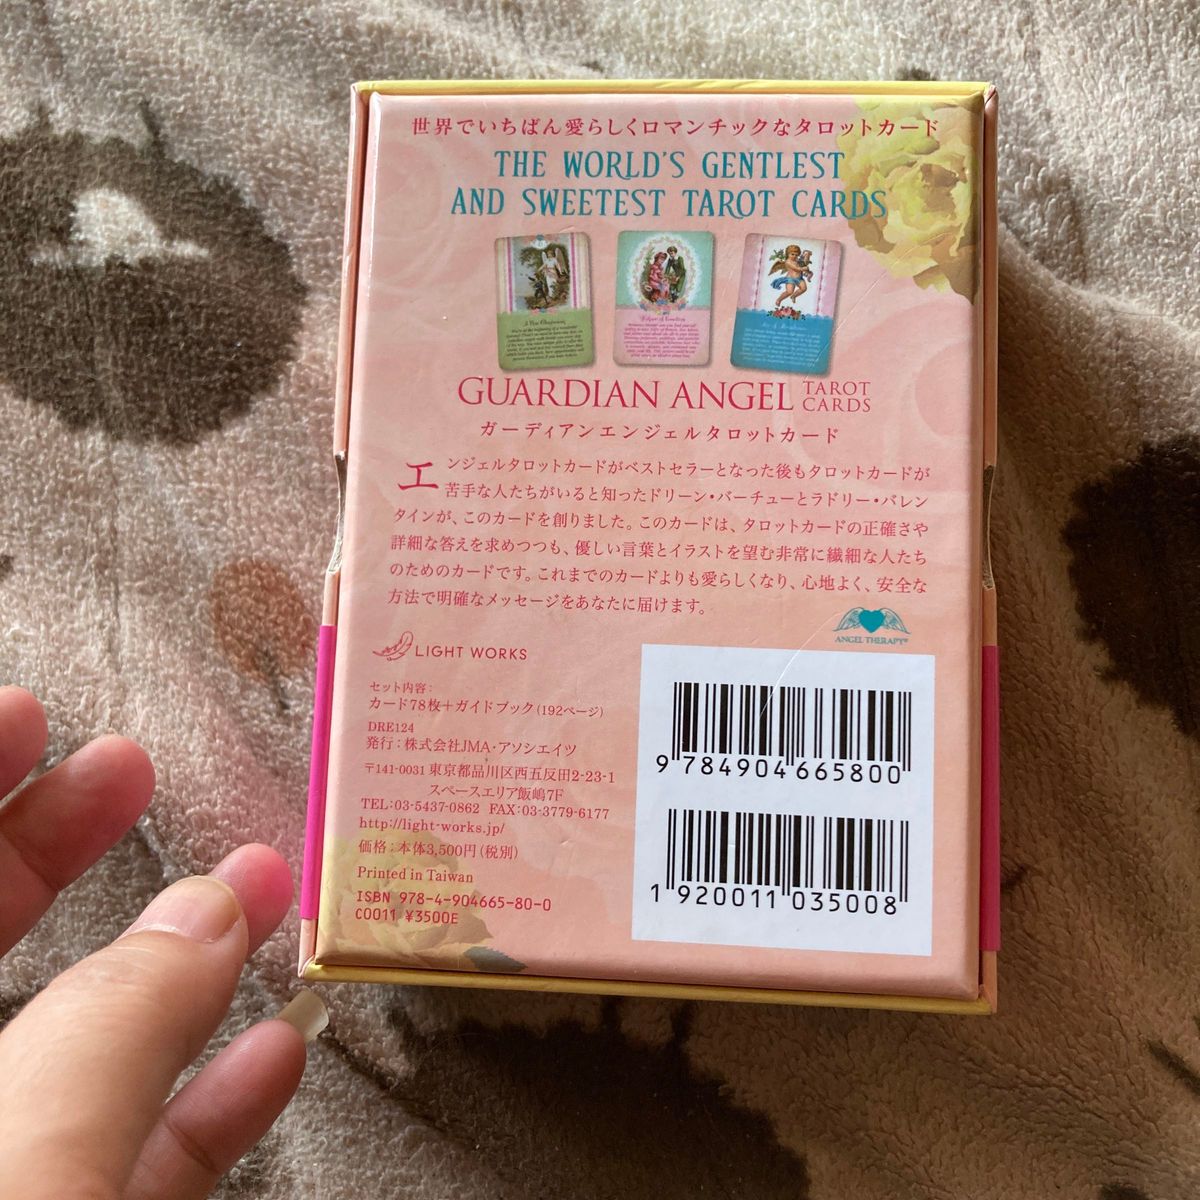 世界でいちばん愛らしくロマンチックなタロットカード
THE WORLD'S GENTLEST
AND SWEETEST TAROT CARDS
GUARDIAN ANGEL TAROT CARDS
ガーディアンエンジェルタロットカード
エンジェルタロットカードがベストセラーとなった後もタロットカードが
苦手な人たちがいると知ったドリーン・バーチューとラドリー・バレン
タインが、このカードを創りました。このカードは、タロットカードの正確さや
詳細な答えを求めつつも、優しい言葉とイラストを望む非常に繊細な人たち
のためのカードです。これまでのカードよりも愛らしくなり、心地よく、安全な
方法で明確なメッセージをあなたに届けます。
ANGEL THERAPY®
LIGHT WORKS
セット内容:
カード78枚+ガイドブック(192ページ)
DRE124
発行:株式会社JMA・アソシエイツ
〒141-0031 東京都品川区西五反田2-23-1
スペースエリア飯嶋7F
TEL:03-5437-0862 FAX:03-3779-6177
http://light-works.jp/
価格:本体3,500円(税別)
Printed in Taiwan
ISBN 978-4-904665-80-0
C0011 ¥3500E
9 784904 665800
1 920011 035008